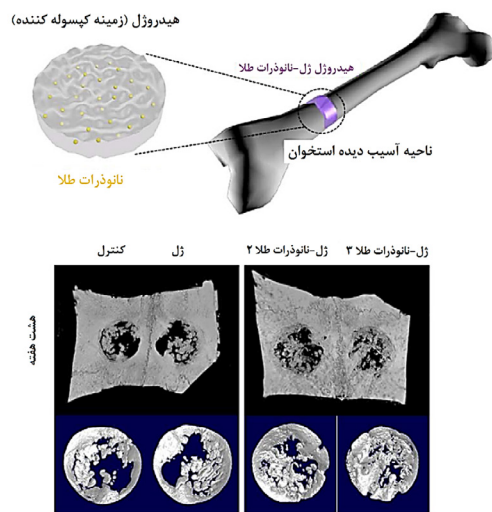 هیدروژل (زمینه کپسوله کننده)
هیدروژل ژل-نانوذرات طلا
ناحیه آسیب دیده استخوان
نانوذرات طلا
کنترل
ژل
ژل-نانوذرات طلا ۲
ژل-نانوذرات طلا ۳
هشت هفته